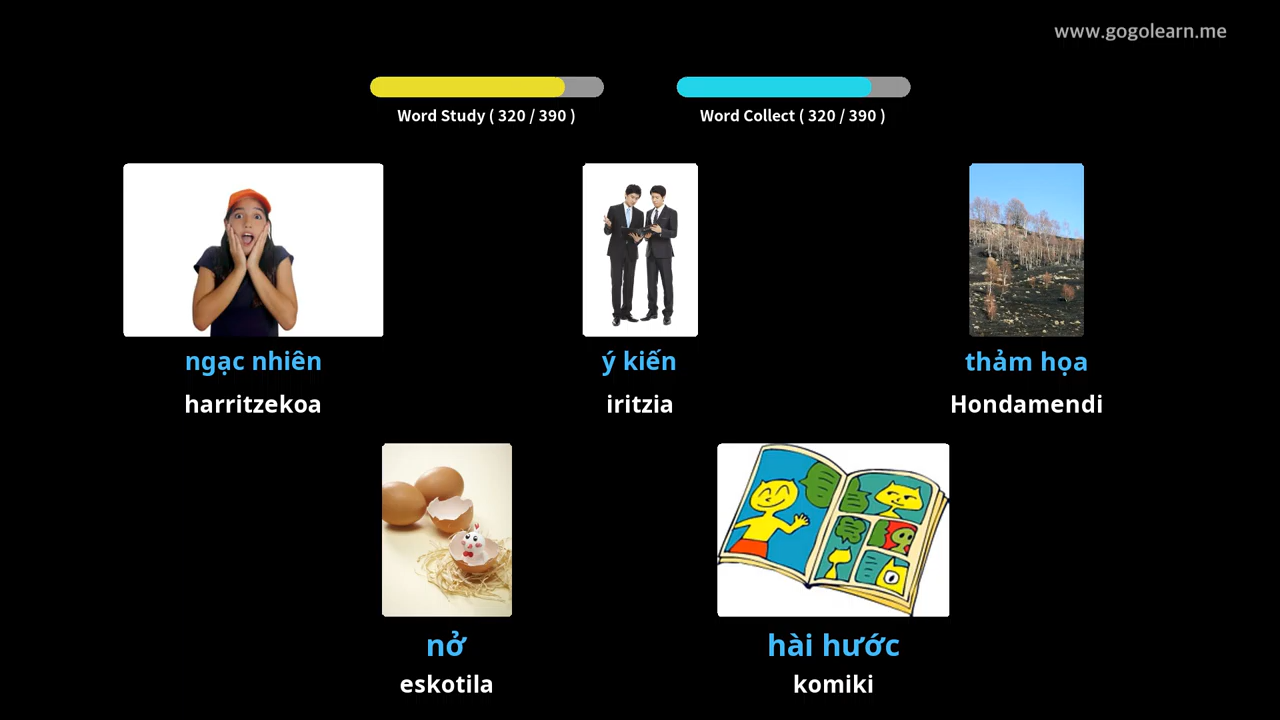 www.gogolearn.me
Word Study ( 320 / 390 )
Word Collect ( 320 / 390 )
ngạc nhiên
harritzekoa
ý kiến
iritzia
thảm họa
Hondamendi
nở
eskotila
hài hước
komiki